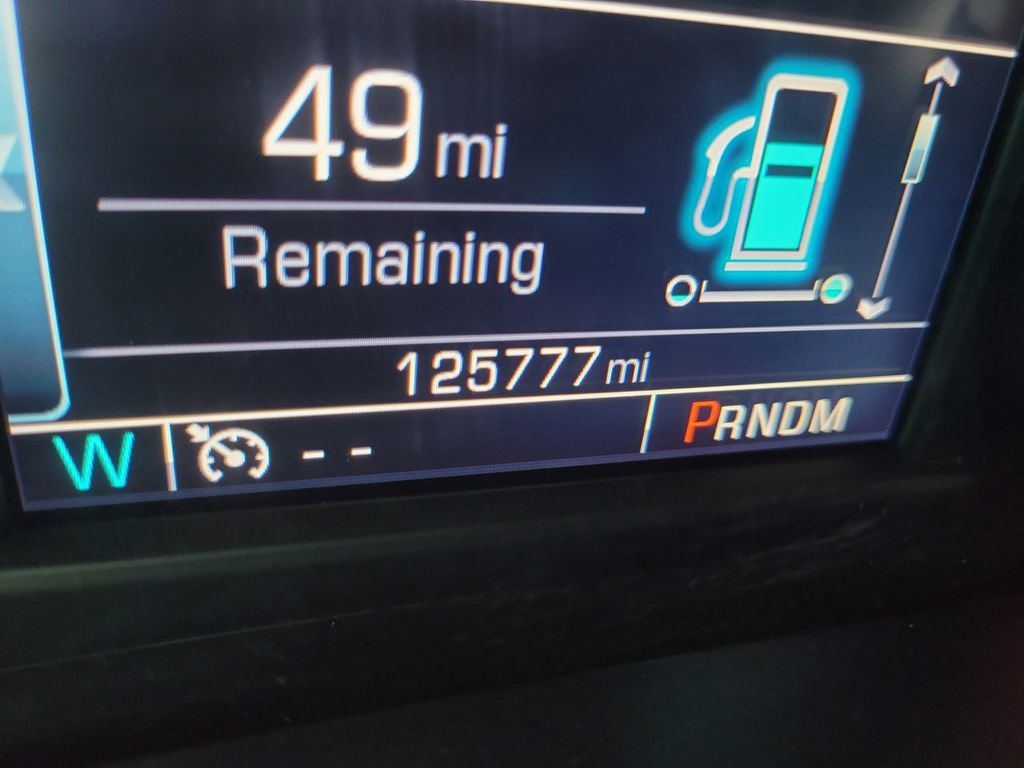 49 mi
Remaining
125777 mi
W - - PRNDM